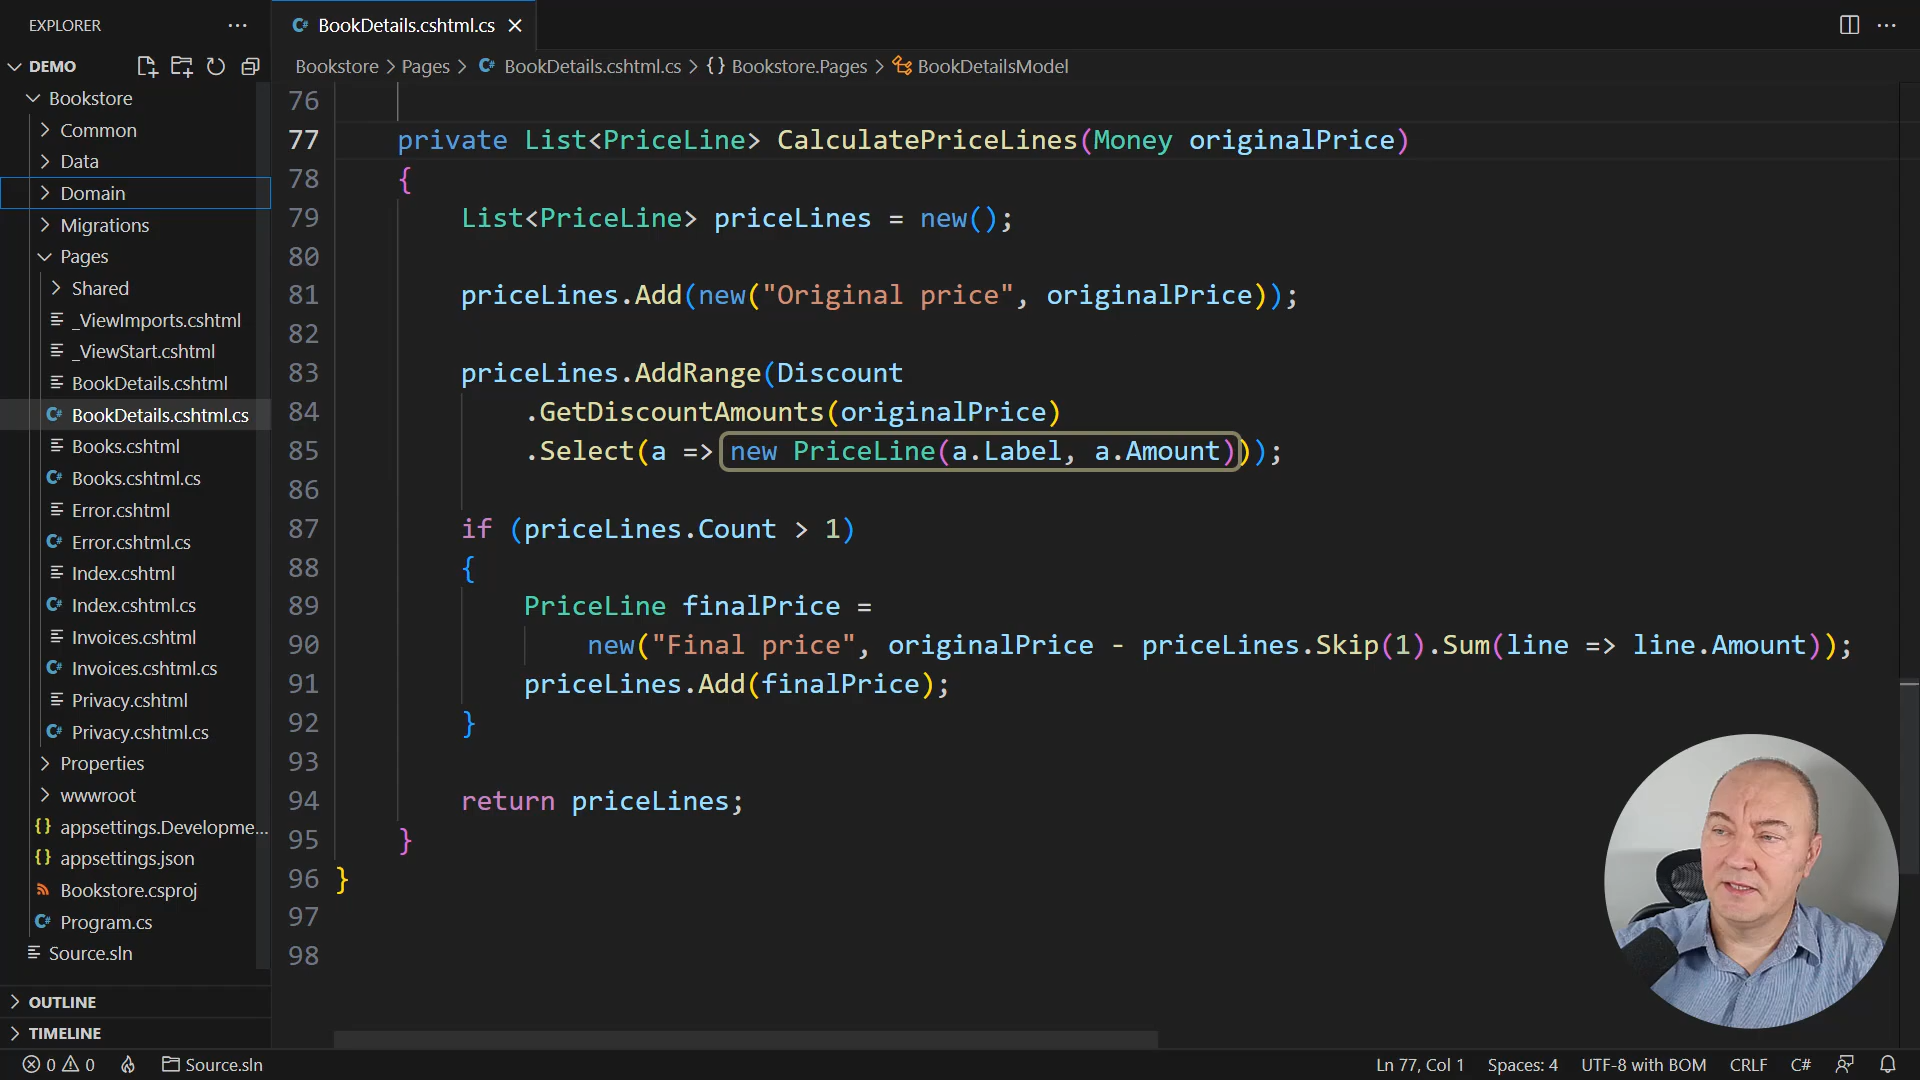 EXPLORER
DEMO
Bookstore
Common
Data
Domain
Migrations
Pages
Shared
_ViewImports.cshtml
_ViewStart.cshtml
BookDetails.cshtml
BookDetails.cshtml.cs
Books.cshtml
Books.cshtml.cs
Error.cshtml
Error.cshtml.cs
Index.cshtml
Index.cshtml.cs
Invoices.cshtml
Invoices.cshtml.cs
Privacy.cshtml
Privacy.cshtml.cs
Properties
wwwroot
{} appsettings.Developme...
{} appsettings.json
Bookstore.csproj
C# Program.cs
Source.sln
OUTLINE
TIMELINE
C# BookDetails.cshtml.cs
Bookstore > Pages > C# BookDetails.cshtml.cs > {} Bookstore.Pages > BookDetailsModel
76
77 private List<PriceLine> CalculatePriceLines(Money originalPrice)
78 {
79 List<PriceLine> priceLines = new();
80
81 priceLines.Add(new("Original price", originalPrice));
82
83 priceLines.AddRange(Discount
84 .GetDiscountAmounts(originalPrice)
85 .Select(a => new PriceLine(a.Label, a.Amount)));
86
87 if (priceLines.Count > 1)
88 {
89 PriceLine finalPrice =
90 new("Final price", originalPrice - priceLines.Skip(1).Sum(line => line.Amount));
91 priceLines.Add(finalPrice);
92 }
93
94 return priceLines;
95 }
96 }
97
98
0 0 Source.sln Ln 77, Col 1 Spaces: 4 UTF-8 with BOM CRLF C#